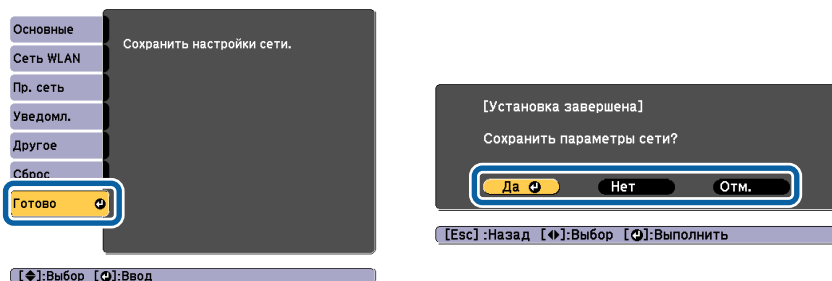 Основные
Сеть WLAN
Пр. сеть
Уведомл.
Другое
Сброс
Готово
Сохранить настройки сети.
[]:Выбор []:Ввод
[Установка завершена]
Сохранить параметры сети?
Да Нет Отм.
[Esc] :Назад []:Выбор []:Выполнить